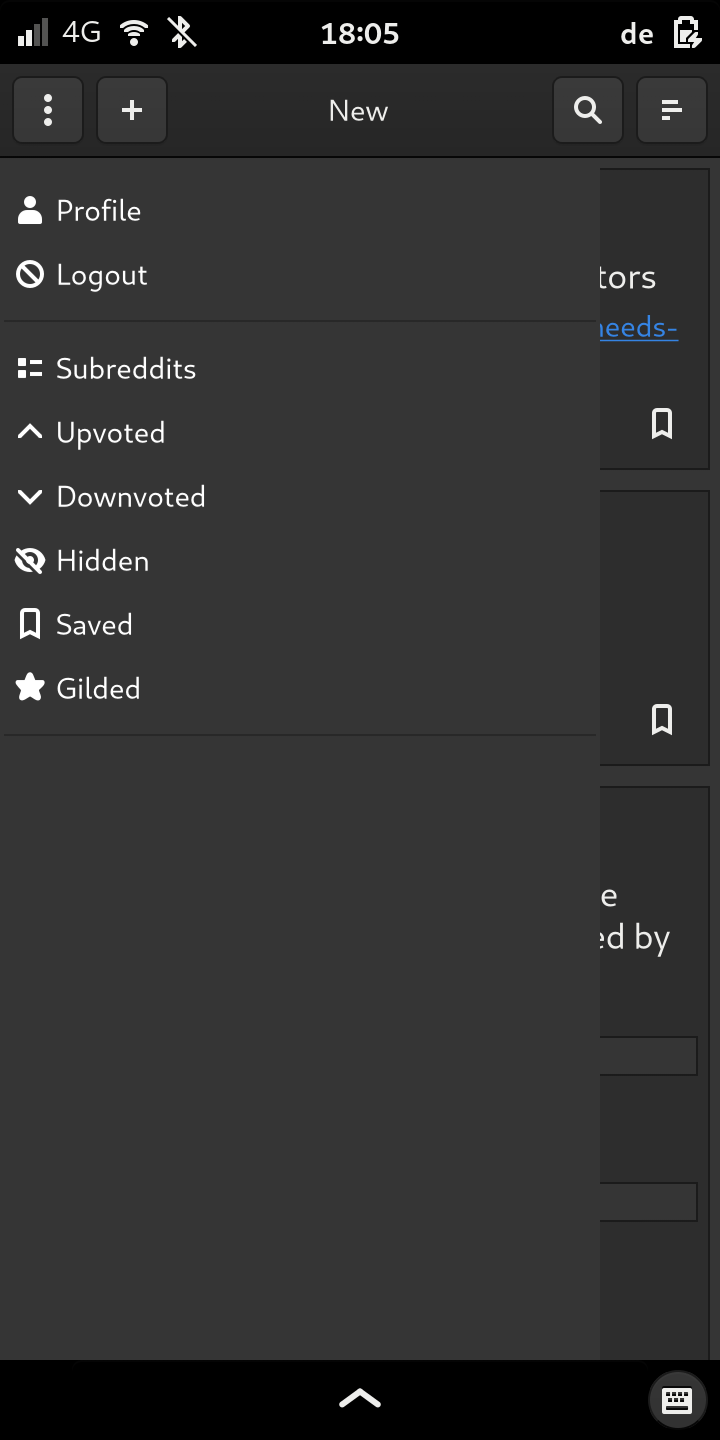 4G 18:05 de
New
Profile
Logout
tors
needs-
Subreddits
Upvoted
Downvoted
Hidden
Saved
Gilded
e
ed by